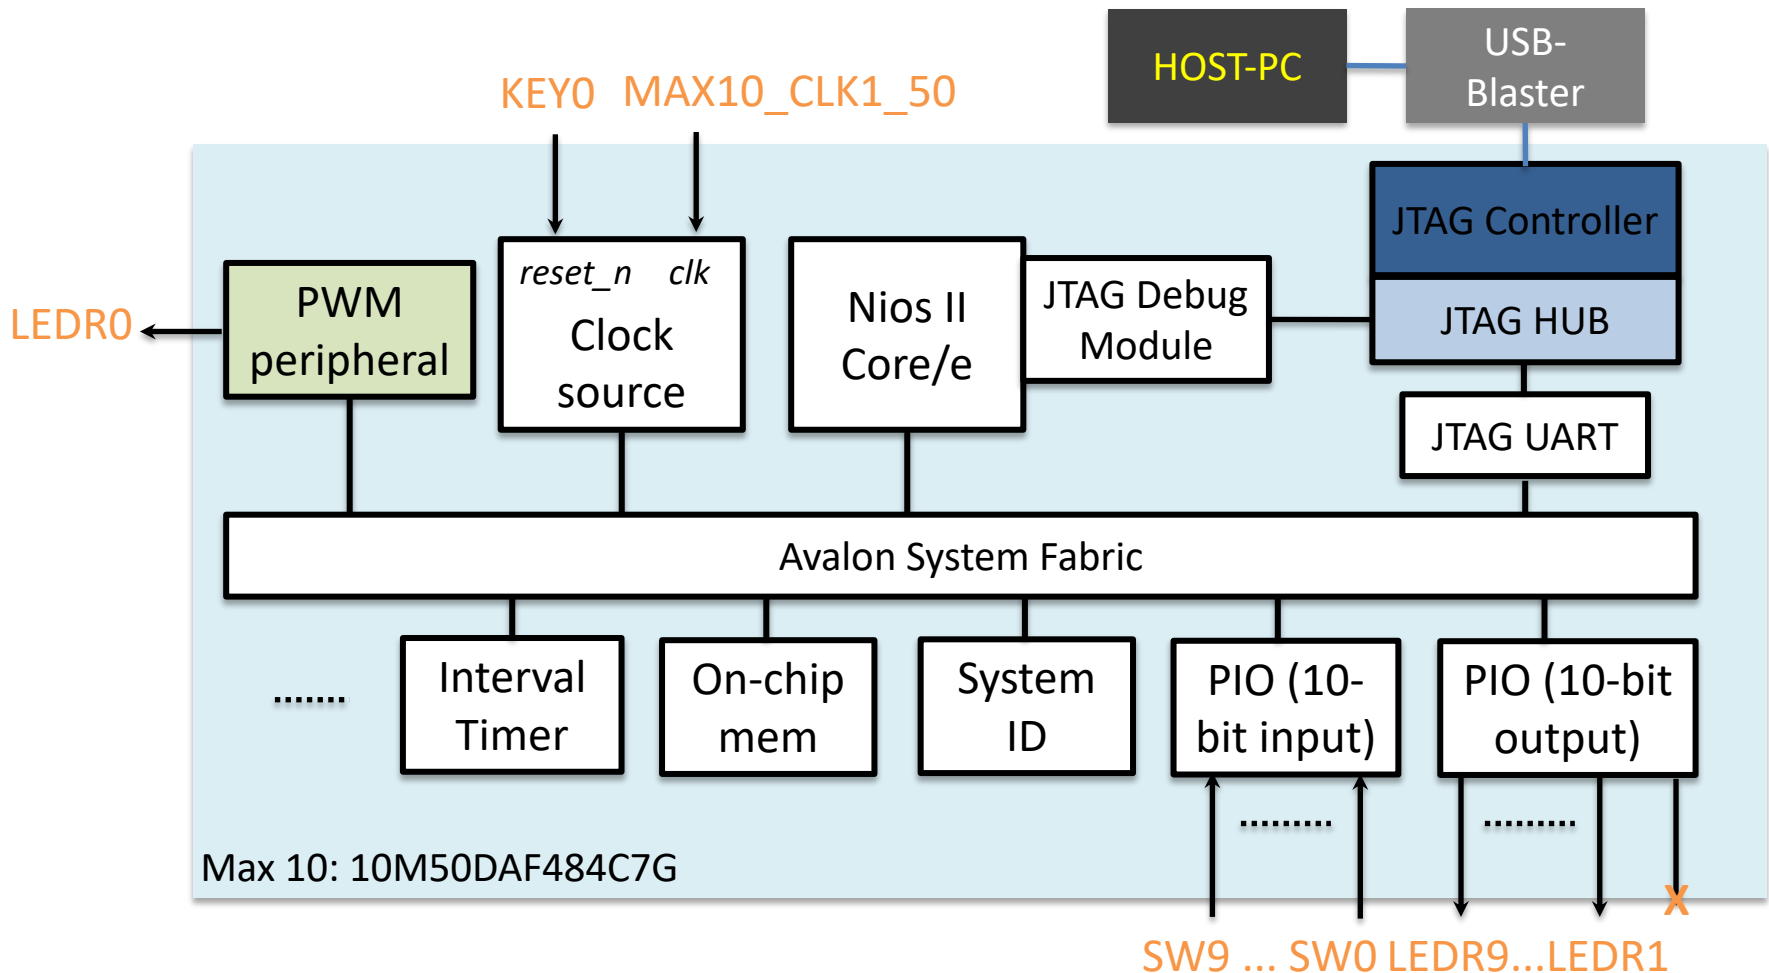 HOST-PC
USB-
Blaster
KEY0 MAX10_CLK1_50
JTAG Controller
JTAG HUB
reset_n clk
Clock
source
PWM
peripheral
LEDR0
Nios II
Core/e
JTAG Debug
Module
JTAG UART
Avalon System Fabric
.......
Interval
Timer
On-chip
mem
System
ID
PIO (10-
bit input)
PIO (10-bit
output)
.........
.........
Max 10: 10M50DAF484C7G
X
SW9 ... SW0 LEDR9...LEDR1